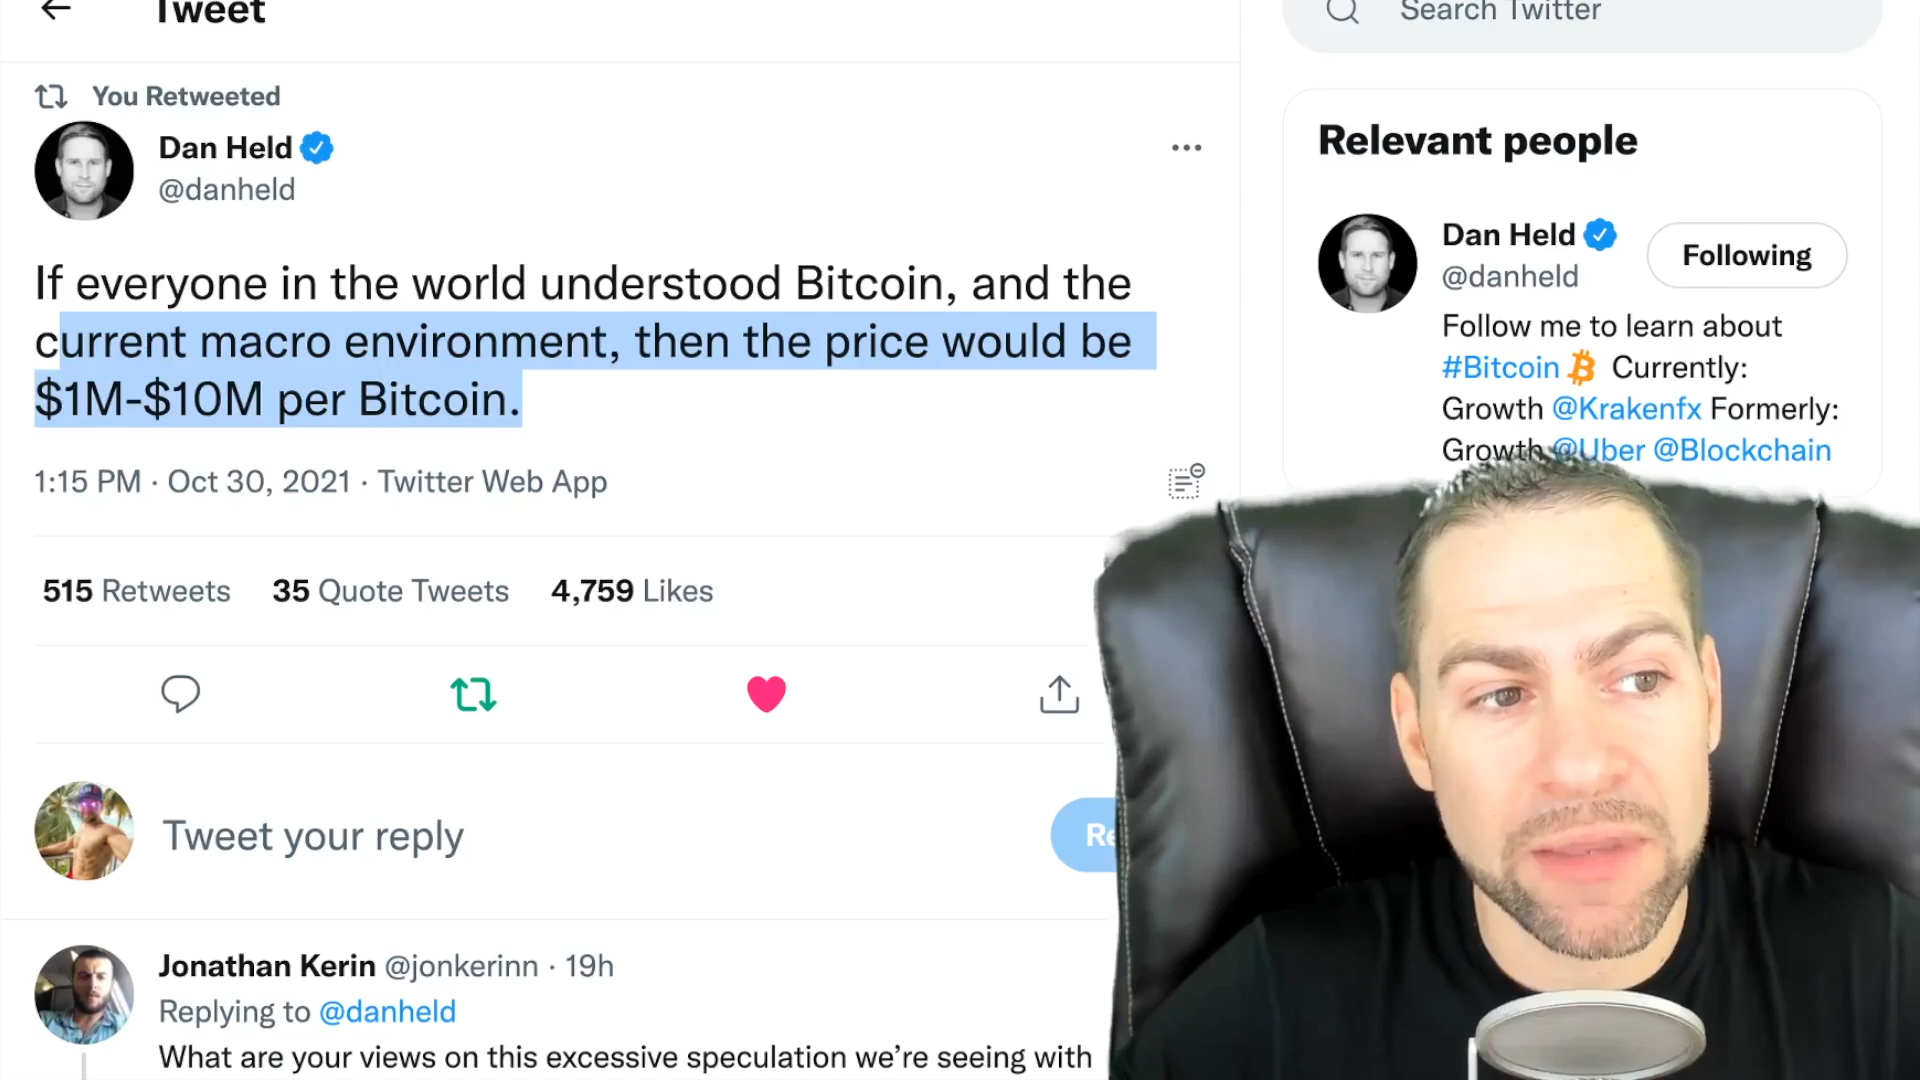 Tweet
Search Twitter
You Retweeted
Dan Held
@danheld
If everyone in the world understood Bitcoin, and the
current macro environment, then the price would be
$1M-$10M per Bitcoin.
1:15 PM · Oct 30, 2021 · Twitter Web App
515 Retweets 35 Quote Tweets 4,759 Likes
Tweet your reply
Re
Jonathan Kerin @jonkerinn · 19h
Replying to @danheld
What are your views on this excessive speculation we’re seeing with
Relevant people
Dan Held
@danheld
Following
Follow me to learn about
#Bitcoin Currently:
Growth @Krakenfx Formerly:
Growth @Uber @Blockchain